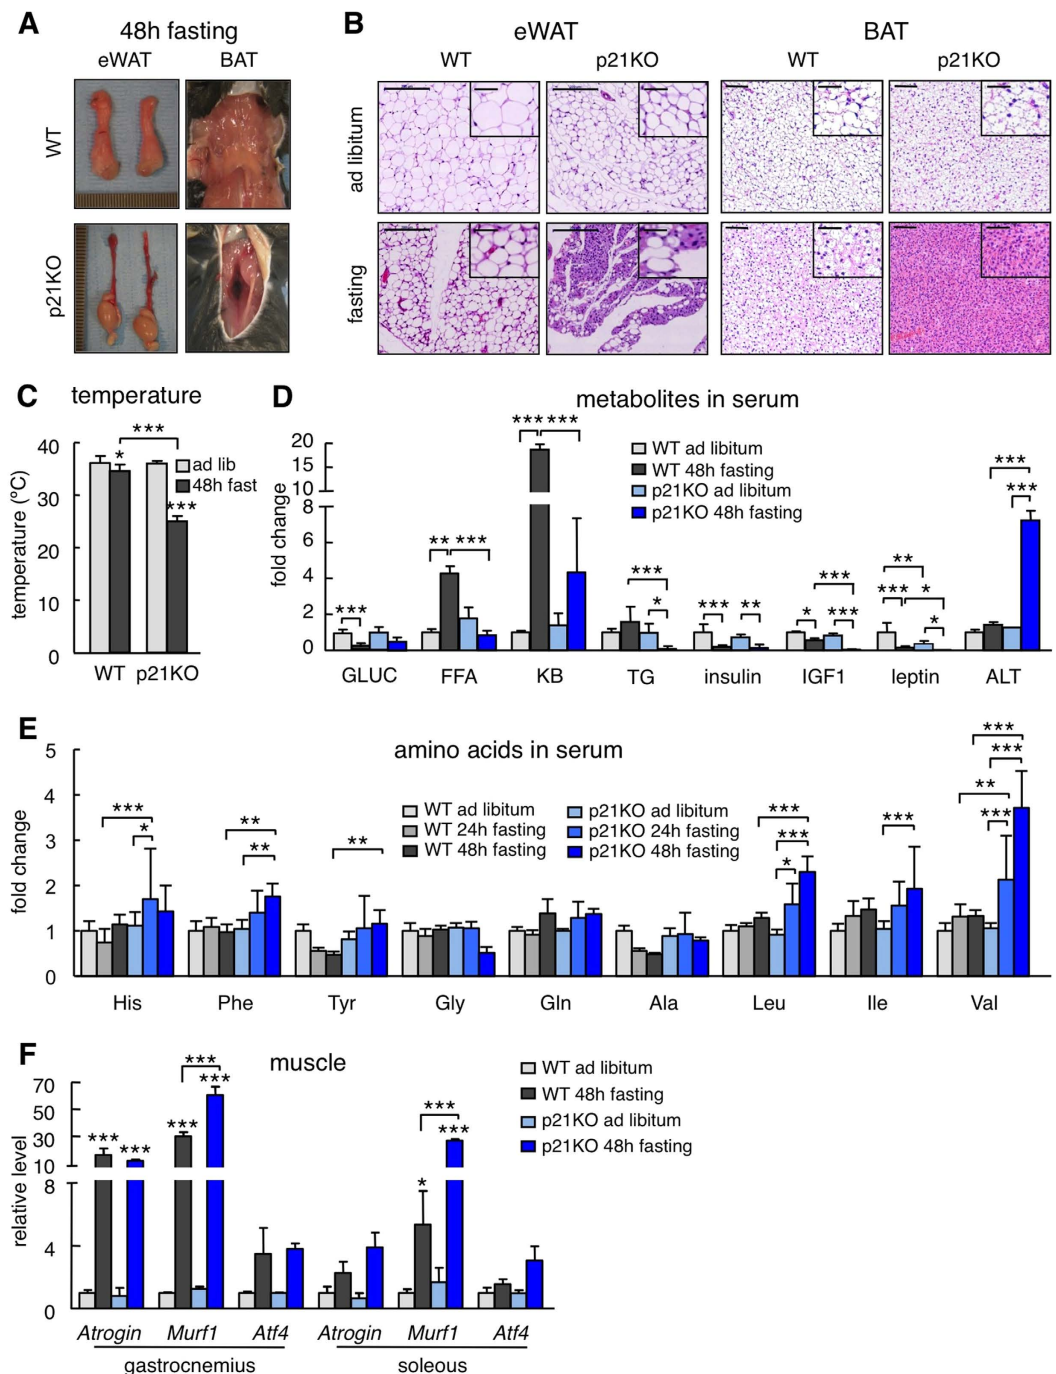 A
48h fasting
eWAT BAT
WT
p21KO
B
eWAT BAT
WT p21KO WT p21KO
ad libitum
fasting
C
temperature
temperature (°C)
40
30
20
10
0
***
*
***
ad lib
48h fast
WT p21KO
D
metabolites in serum
fold change
20
15
10
8
6
4
2
0
WT ad libitum
WT 48h fasting
p21KO ad libitum
p21KO 48h fasting
***
** ***
*** ***
***
*
*** **
***
* ***
**
*** *
*
***
***
GLUC FFA KB TG insulin IGF1 leptin ALT
E
amino acids in serum
fold change
5
4
3
2
1
0
WT ad libitum
WT 24h fasting
WT 48h fasting
p21KO ad libitum
p21KO 24h fasting
p21KO 48h fasting
***
*
**
**
**
***
***
*
***
***
***
**
***
His Phe Tyr Gly Gln Ala Leu Ile Val
F
muscle
relative level
70
50
30
10
8
4
0
WT ad libitum
WT 48h fasting
p21KO ad libitum
p21KO 48h fasting
*** ***
***
*** ***
***
* ***
Atrogin Murf1 Atf4 Atrogin Murf1 Atf4
gastrocnemius soleous